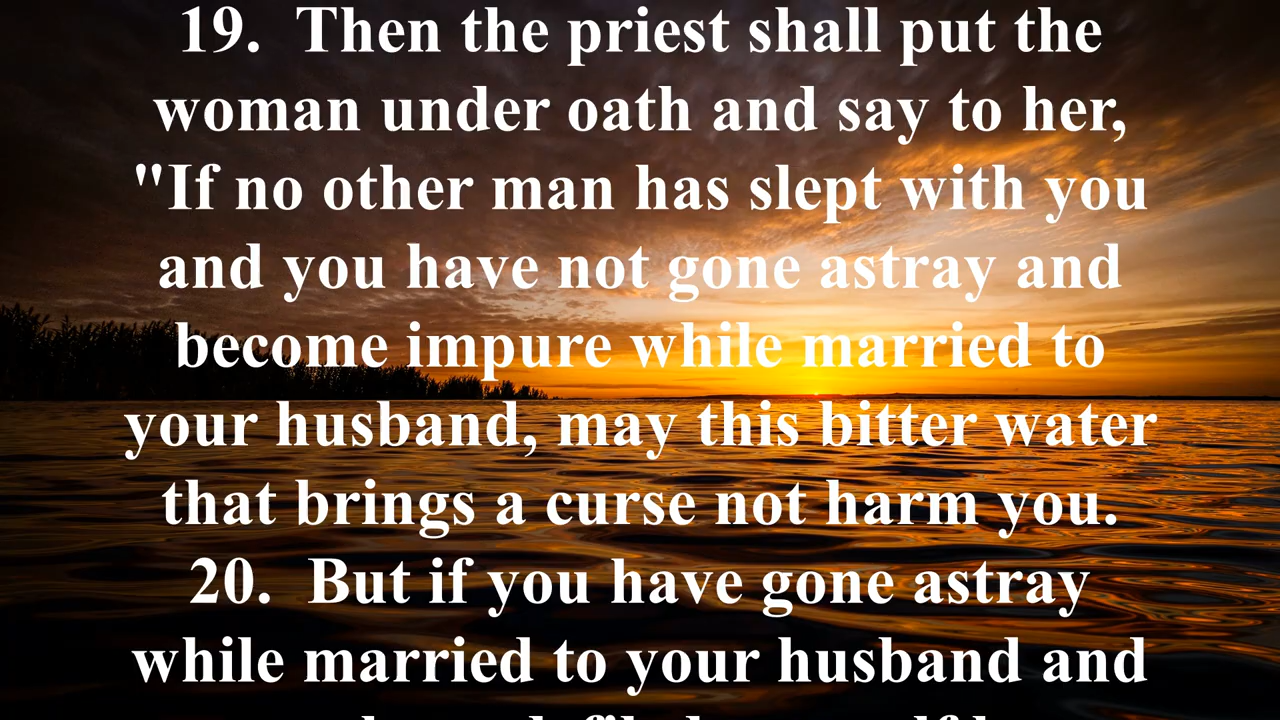 19.  Then the priest shall put the
woman under oath and say to her,
"If no other man has slept with you
and you have not gone astray and
become impure while married to
your husband, may this bitter water
that brings a curse not harm you.
20.  But if you have gone astray
while married to your husband and